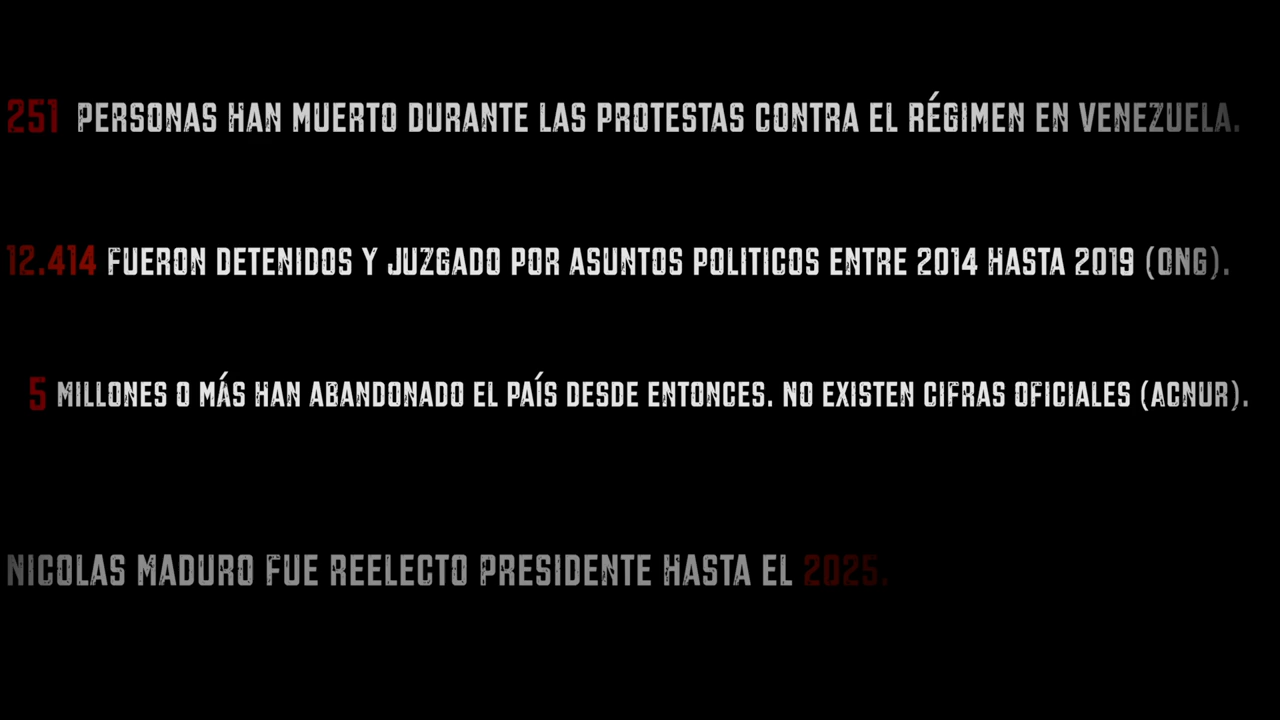 251 PERSONAS HAN MUERTO DURANTE LAS PROTESTAS CONTRA EL RÉGIMEN EN VENEZUELA.
12.414 FUERON DETENIDOS Y JUZGADO POR ASUNTOS POLITICOS ENTRE 2014 HASTA 2019 (ONG).
5 MILLONES O MÁS HAN ABANDONADO EL PAÍS DESDE ENTONCES. NO EXISTEN CIFRAS OFICIALES (ACNUR).
NICOLAS MADURO FUE REELECTO PRESIDENTE HASTA EL 2025.